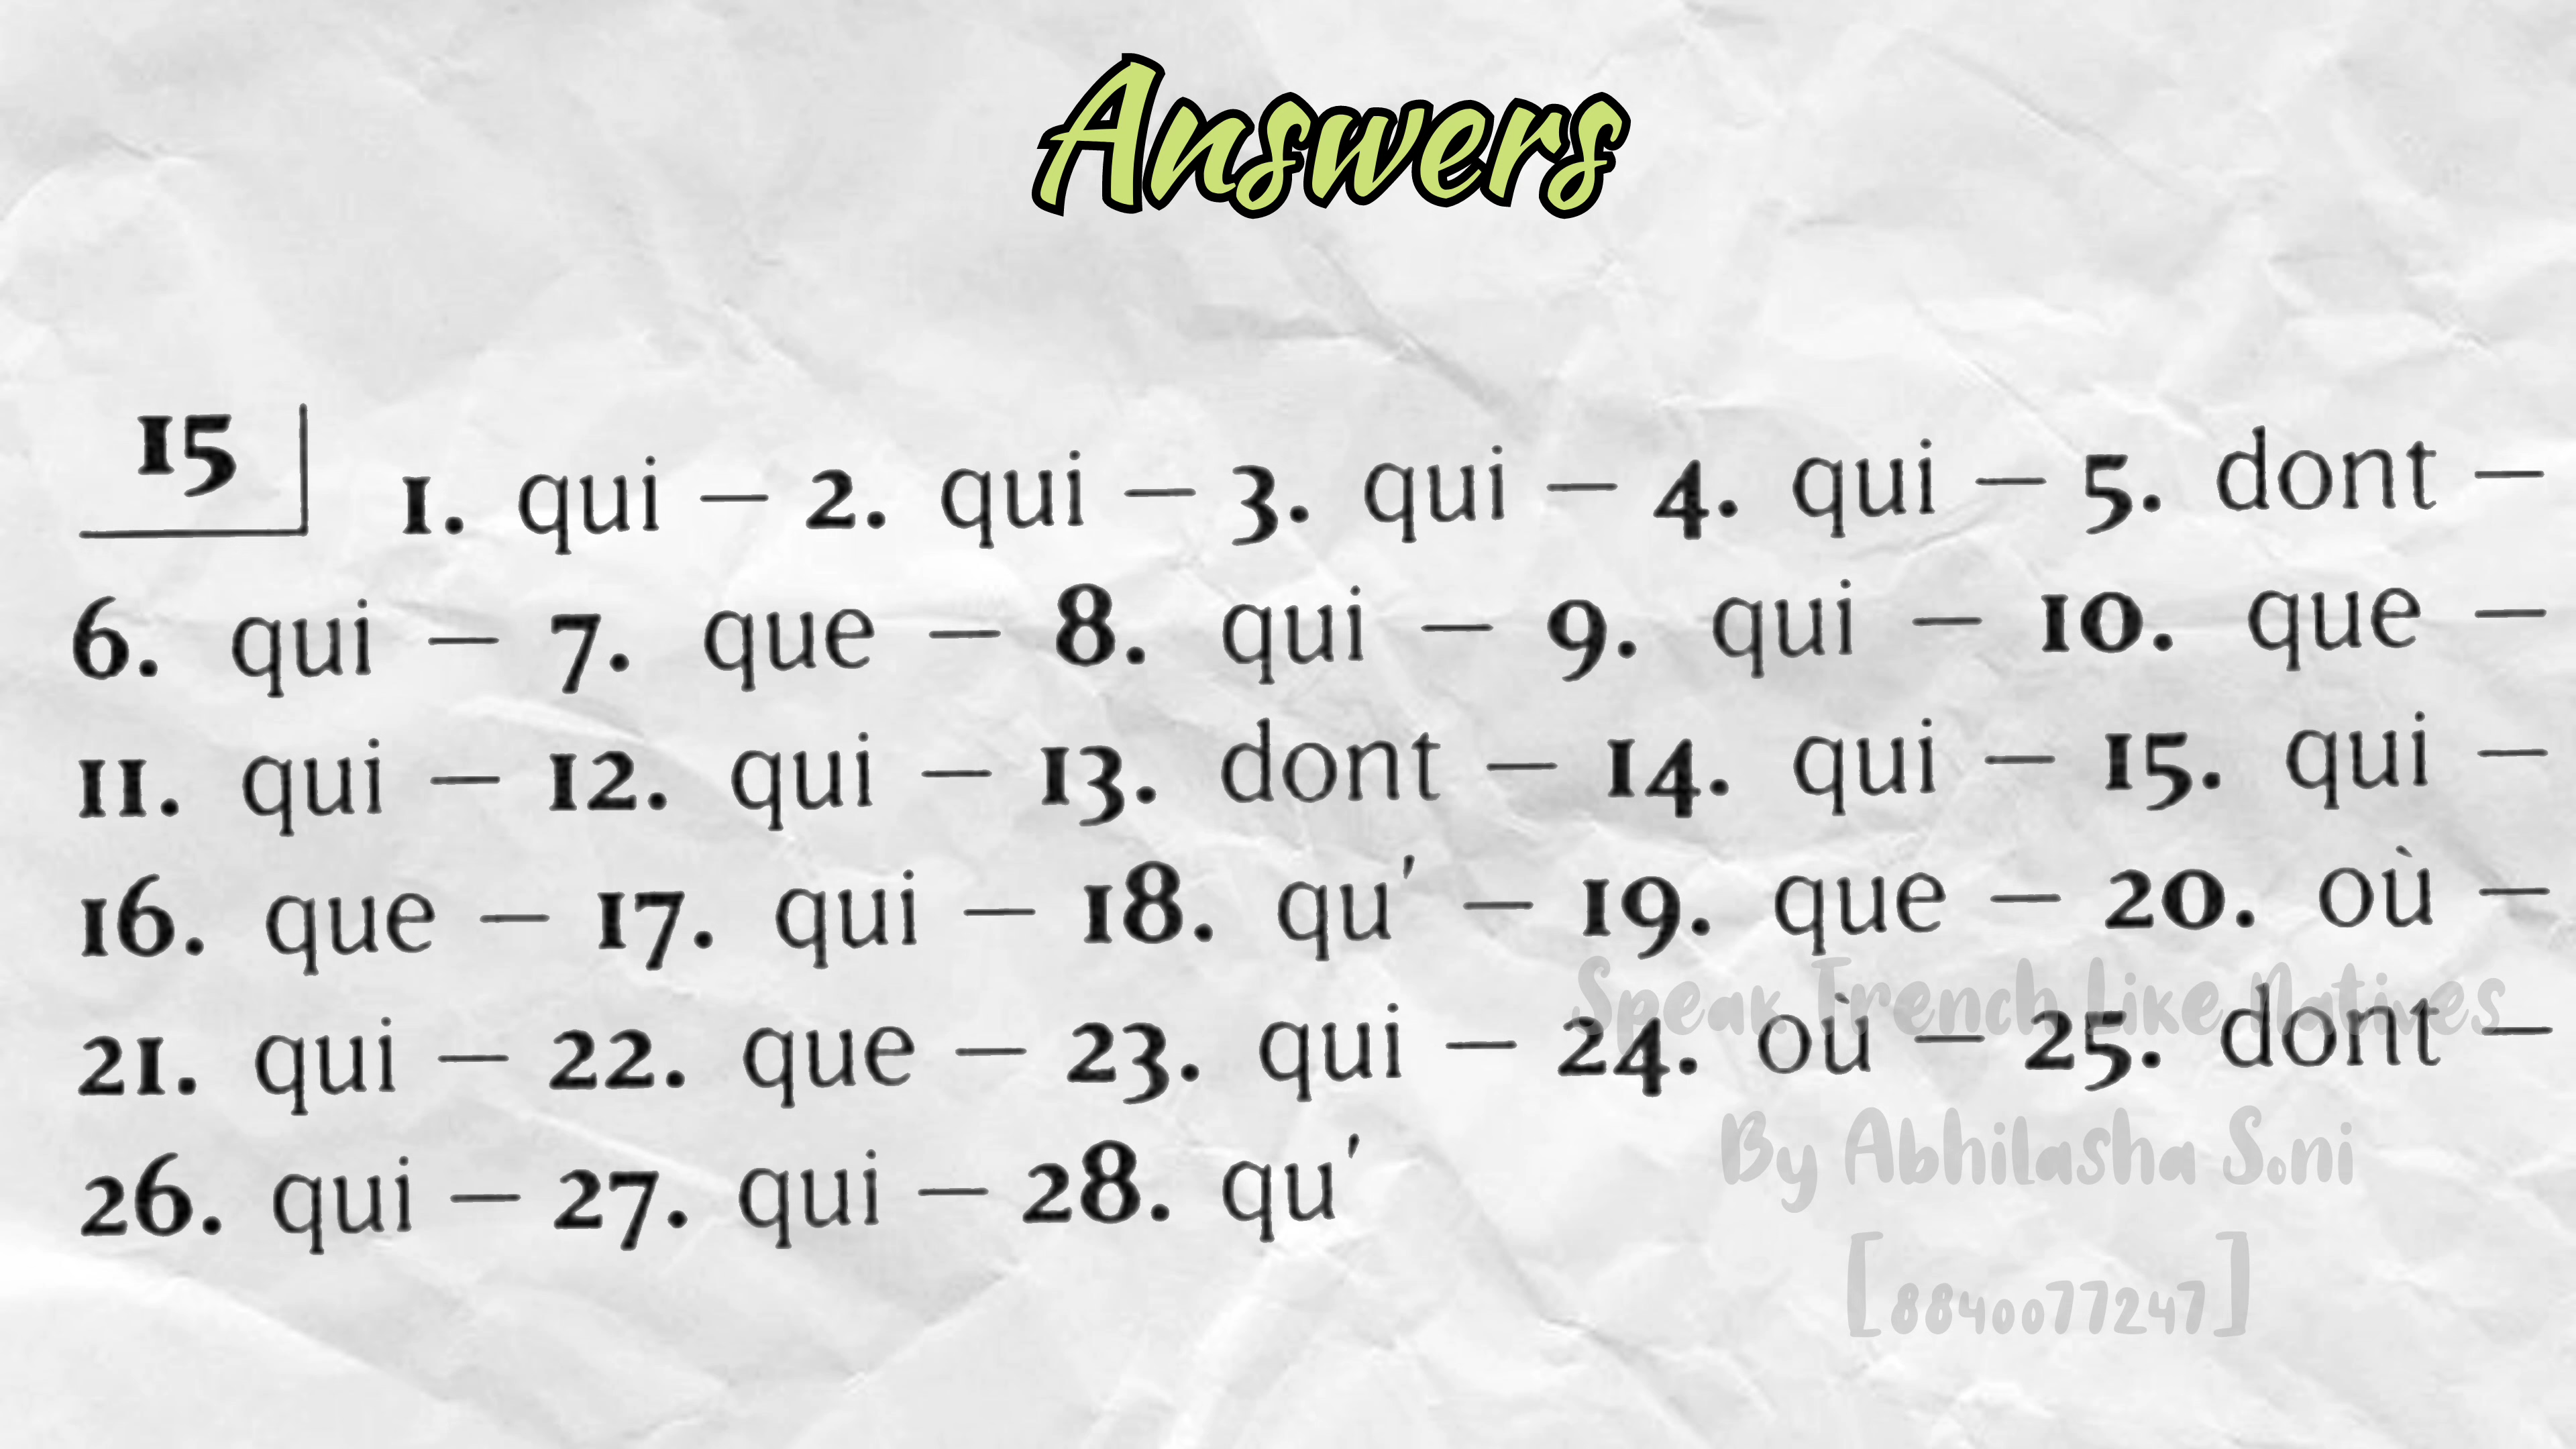 Answers
15
1. qui – 2. qui – 3. qui – 4. qui – 5. dont –
6. qui – 7. que – 8. qui – 9. qui – 10. que –
11. qui – 12. qui – 13. dont – 14. qui – 15. qui –
16. que – 17. qui – 18. qu' – 19. que – 20. où –
21. qui – 22. que – 23. qui – 24. où – 25. dont –
26. qui – 27. qui – 28. qu'
Speak French Like Natives
By Abhilasha Soni
[8840077247]